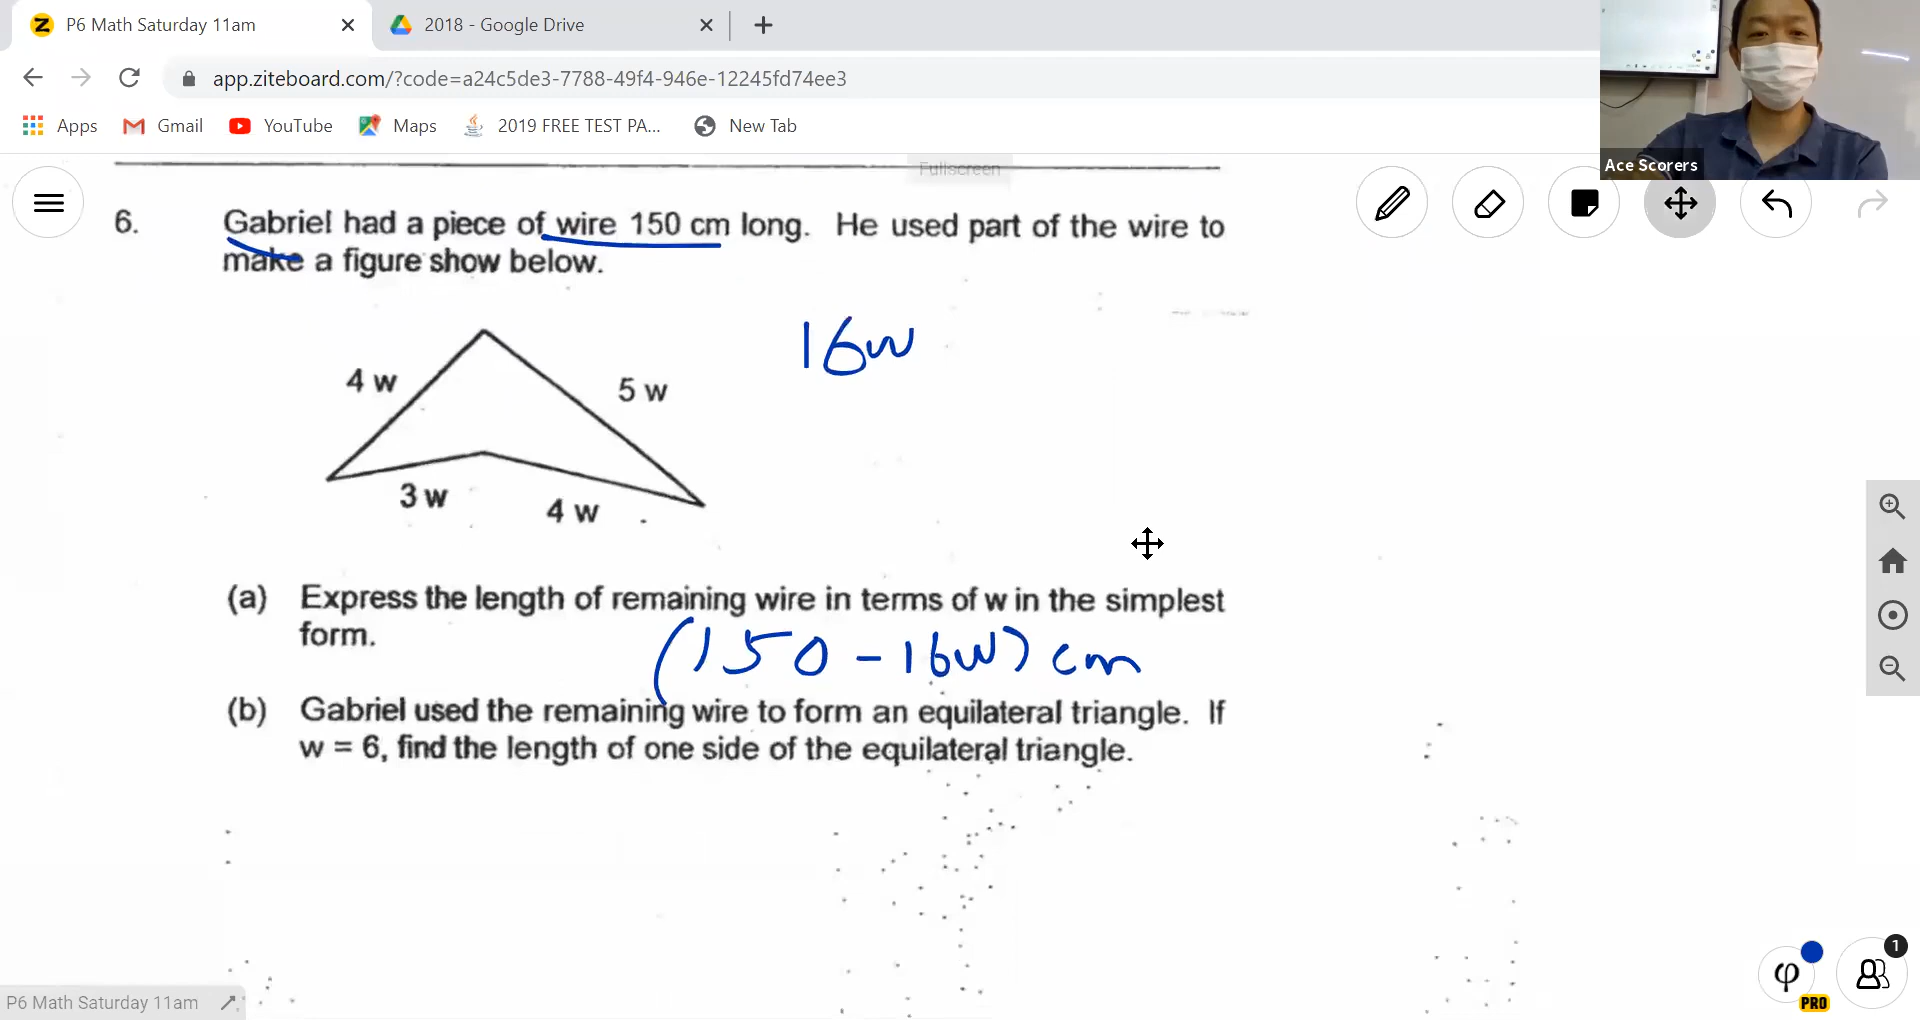 P6 Math Saturday 11am
2018 - Google Drive
app.ziteboard.com/?code=a24c5de3-7788-49f4-946e-12245fd74ee3
Apps
Gmail
YouTube
Maps
2019 FREE TEST PA...
New Tab
Ace Scorers
Fullscreen
6. Gabriel had a piece of wire 150 cm long. He used part of the wire to
make a figure show below.
16w
4 w
5 w
3 w
4 w
(a) Express the length of remaining wire in terms of w in the simplest
form.
(150 - 16w) cm
(b) Gabriel used the remaining wire to form an equilateral triangle. If
w = 6, find the length of one side of the equilateral triangle.
P6 Math Saturday 11am
φ
PRO
1